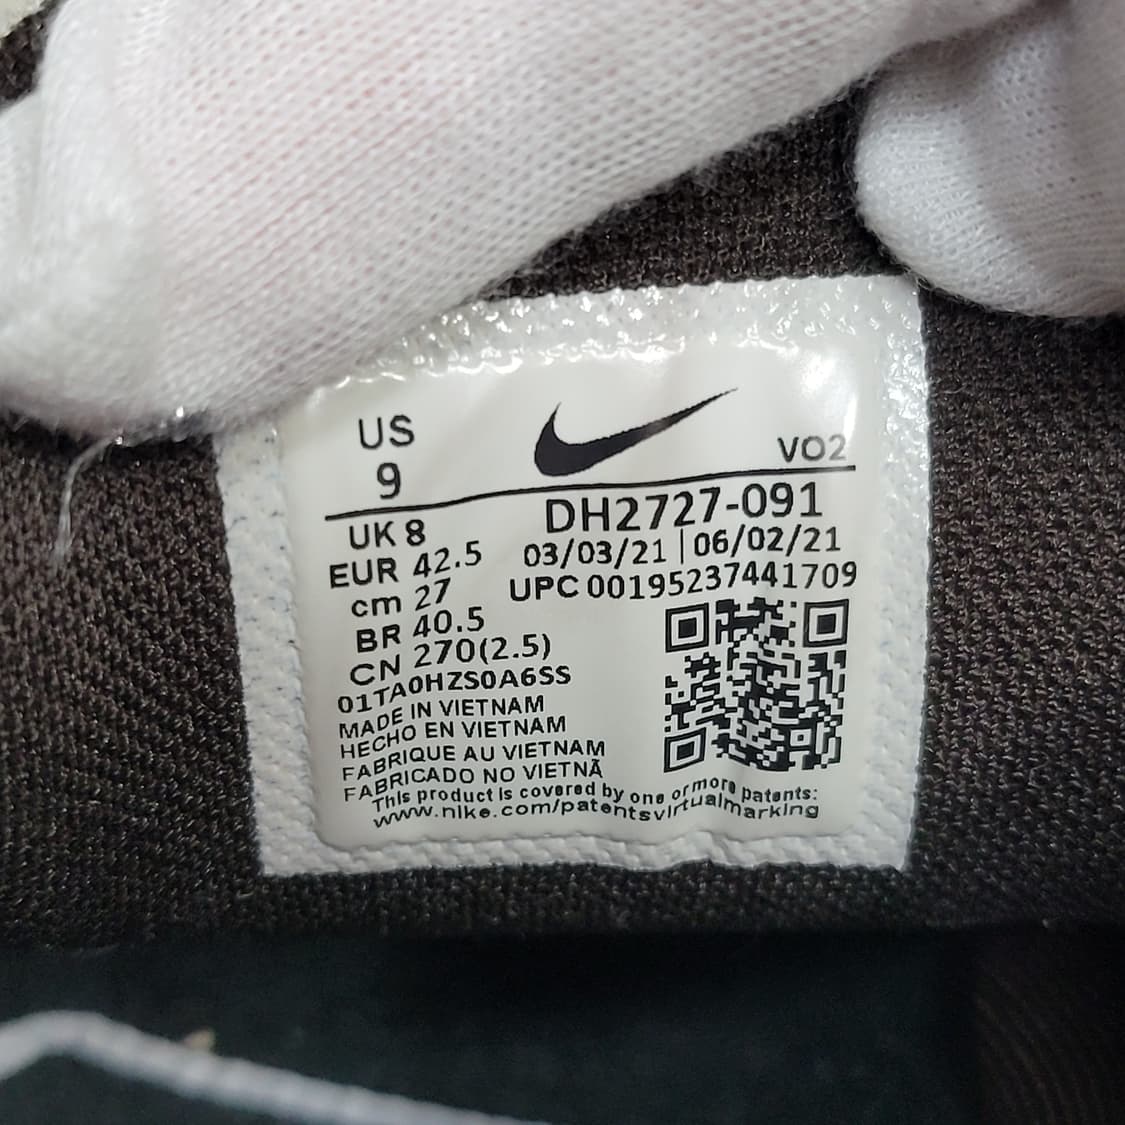 US
9
VO2
DH2727-091
03/03/21 | 06/02/21
UPC 00195237441709
UK 8
EUR 42.5
cm 27
BR 40.5
CN 270(2.5)
01TA0HZS0A6SS
MADE IN VIETNAM
HECHO EN VIETNAM
FABRIQUE AU VIETNAM
FABRICADO NO VIETNÃ
This product is covered by one or more patents:
www.nike.com/patentsvirtualmarking